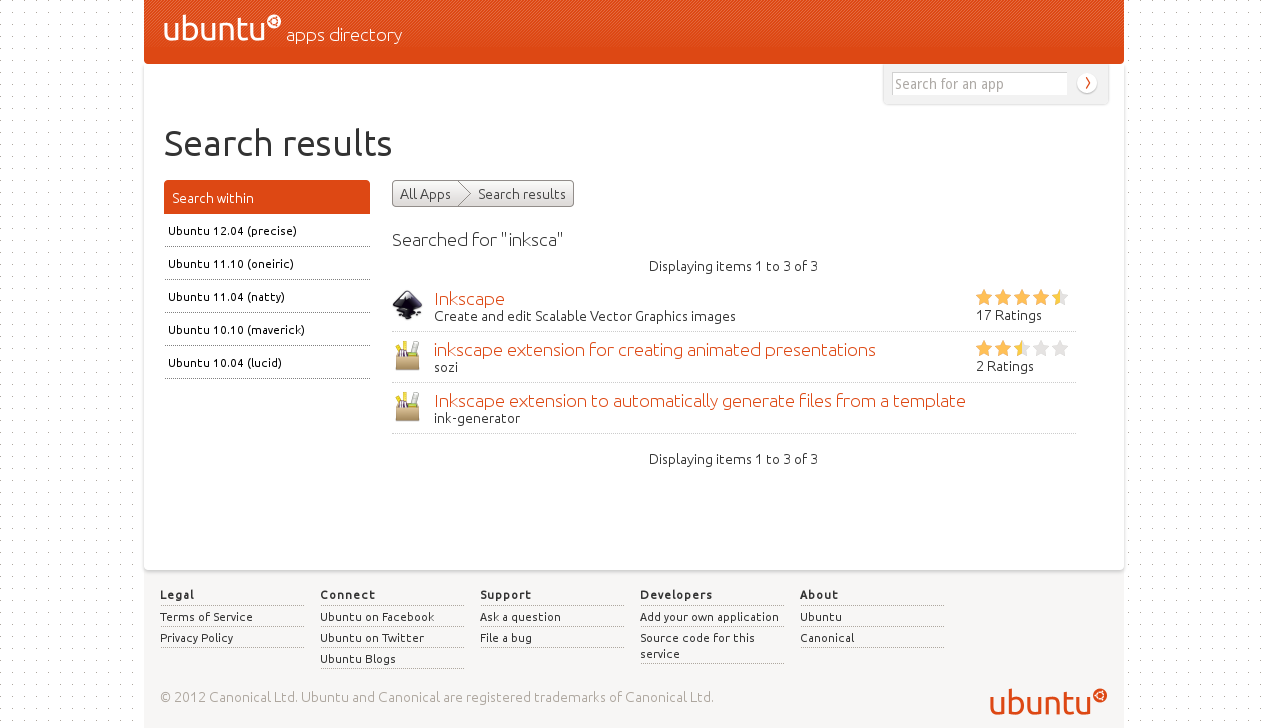 ubuntu apps directory
Search for an app
Search results
Search within
Ubuntu 12.04 (precise)
Ubuntu 11.10 (oneiric)
Ubuntu 11.04 (natty)
Ubuntu 10.10 (maverick)
Ubuntu 10.04 (lucid)
All Apps Search results
Searched for "inksca"
Displaying items 1 to 3 of 3
Inkscape
Create and edit Scalable Vector Graphics images
17 Ratings
inkscape extension for creating animated presentations
sozi
2 Ratings
Inkscape extension to automatically generate files from a template
ink-generator
Displaying items 1 to 3 of 3
Legal
Terms of Service
Privacy Policy
Connect
Ubuntu on Facebook
Ubuntu on Twitter
Ubuntu Blogs
Support
Ask a question
File a bug
Developers
Add your own application
Source code for this
service
About
Ubuntu
Canonical
© 2012 Canonical Ltd. Ubuntu and Canonical are registered trademarks of Canonical Ltd.
ubuntu